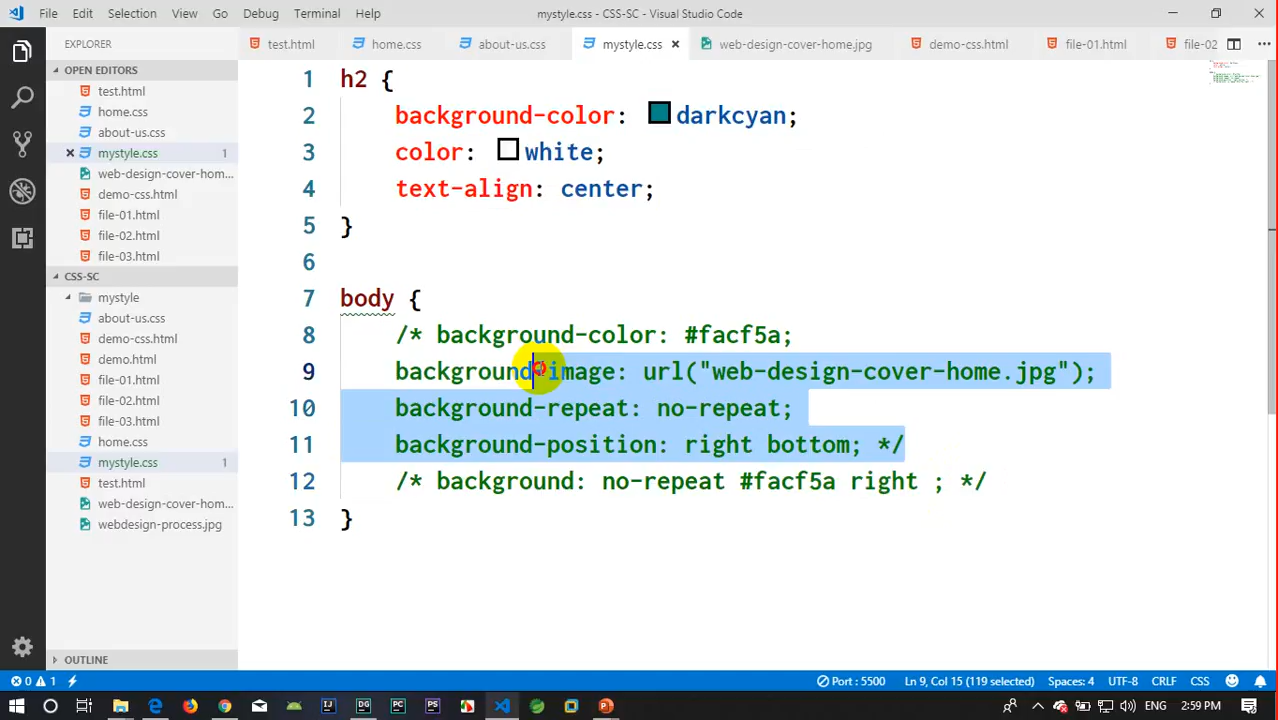 File Edit Selection View Go Debug Terminal Help mystyle.css - CSS-SC - Visual Studio Code
EXPLORER test.html home.css about-us.css mystyle.css web-design-cover-home.jpg demo-css.html file-01.html file-02
OPEN EDITORS
test.html
home.css
about-us.css
mystyle.css 1
web-design-cover-hom...
demo-css.html
file-01.html
file-02.html
file-03.html
CSS-SC
mystyle
about-us.css
demo-css.html
demo.html
file-01.html
file-02.html
file-03.html
home.css
mystyle.css 1
test.html
web-design-cover-hom...
webdesign-process.jpg
OUTLINE
1 h2 {
2 background-color: darkcyan;
3 color: white;
4 text-align: center;
5 }
6
7 body {
8 /* background-color: #facf5a;
9 background-image: url("web-design-cover-home.jpg");
10 background-repeat: no-repeat;
11 background-position: right bottom; */
12 /* background: no-repeat #facf5a right ; */
13 }
0 1 Port : 5500 Ln 9, Col 15 (119 selected) Spaces: 4 UTF-8 CRLF CSS
IJ DG PC PS ENG 2:59 PM